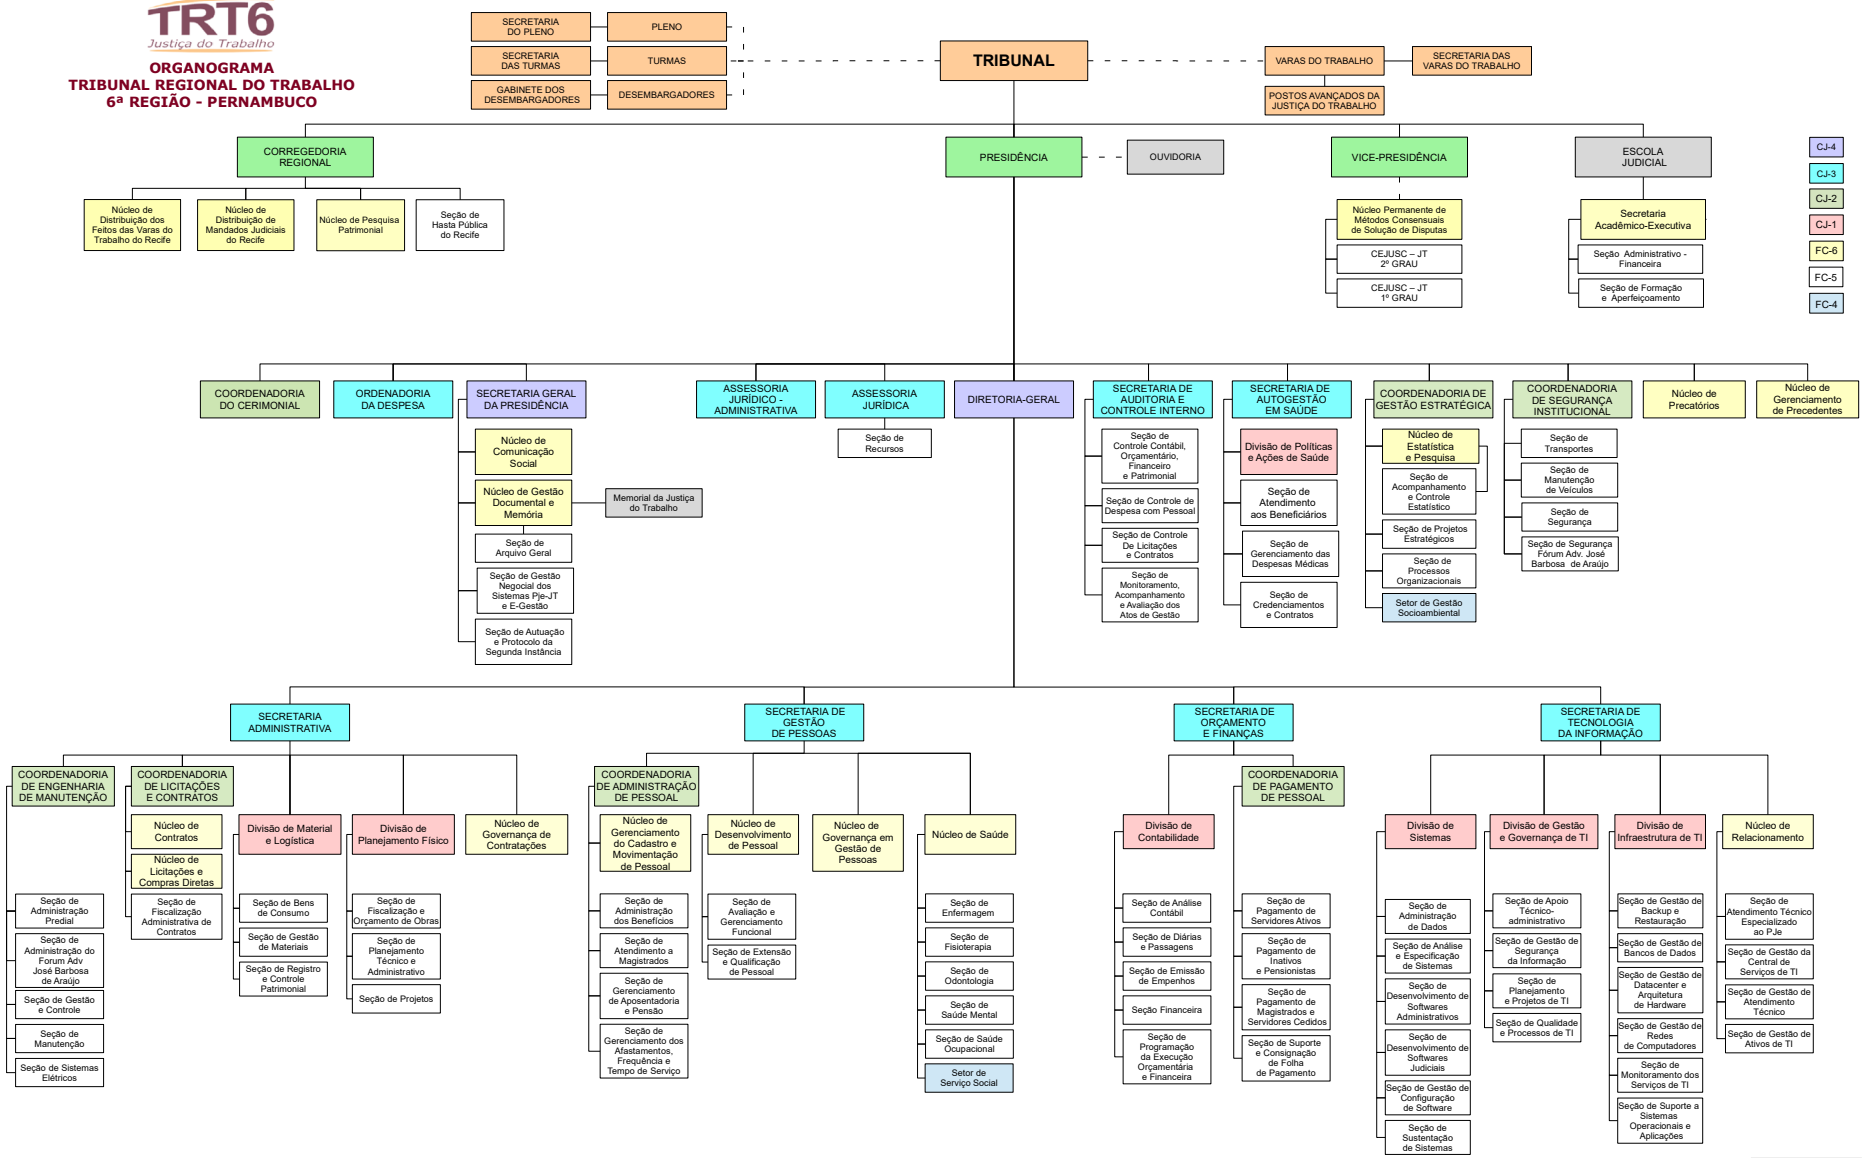 TRT6
Justiça do Trabalho
ORGANOGRAMA
TRIBUNAL REGIONAL DO TRABALHO
6ª REGIÃO - PERNAMBUCO
SECRETARIA
DO PLENO
PLENO
SECRETARIA
DAS TURMAS
TURMAS
GABINETE DOS
DESEMBARGADORES
DESEMBARGADORES
TRIBUNAL
VARAS DO TRABALHO
SECRETARIA DAS
VARAS DO TRABALHO
POSTOS AVANÇADOS DA
JUSTIÇA DO TRABALHO
CORREGEDORIA
REGIONAL
PRESIDÊNCIA
OUVIDORIA
VICE-PRESIDÊNCIA
ESCOLA
JUDICIAL
CJ-4
CJ-3
CJ-2
CJ-1
FC-6
FC-5
FC-4
Núcleo de
Distribuição dos
Feitos das Varas do
Trabalho do Recife
Núcleo de
Distribuição de
Mandados Judiciais
do Recife
Núcleo de Pesquisa
Patrimonial
Seção de
Hasta Pública
do Recife
Núcleo Permanente de
Métodos Consensuais
de Solução de Disputas
CEJUSC – JT
2º GRAU
CEJUSC – JT
1º GRAU
Secretaria
Acadêmico-Executiva
Seção Administrativo -
Financeira
Seção de Formação
e Aperfeiçoamento
COORDENADORIA
DO CERIMONIAL
ORDENADORIA
DA DESPESA
SECRETARIA GERAL
DA PRESIDÊNCIA
ASSESSORIA
JURÍDICO -
ADMINISTRATIVA
ASSESSORIA
JURÍDICA
DIRETORIA-GERAL
SECRETARIA DE
AUDITORIA E
CONTROLE INTERNO
SECRETARIA DE
AUTOGESTÃO
EM SAÚDE
COORDENADORIA DE
GESTÃO ESTRATÉGICA
COORDENADORIA
DE SEGURANÇA
INSTITUCIONAL
Núcleo de
Precatórios
Núcleo de
Gerenciamento
de Precedentes
Núcleo de
Comunicação
Social
Núcleo de Gestão
Documental e
Memória
Memorial da Justiça
do Trabalho
Seção de
Arquivo Geral
Seção de Gestão
Negocial dos
Sistemas Pje-JT
e E-Gestão
Seção de Autuação
e Protocolo da
Segunda Instância
Seção de
Recursos
Seção de
Controle Contábil,
Orçamentário,
Financeiro
e Patrimonial
Seção de Controle de
Despesa com Pessoal
Seção de Controle
De Licitações
e Contratos
Seção de
Monitoramento,
Acompanhamento
e Avaliação dos
Atos de Gestão
Divisão de Políticas
e Ações de Saúde
Seção de
Atendimento
aos Beneficiários
Seção de
Gerenciamento das
Despesas Médicas
Seção de
Credenciamentos
e Contratos
Núcleo de
Estatística
e Pesquisa
Seção de
Acompanhamento
e Controle
Estatístico
Seção de Projetos
Estratégicos
Seção de
Processos
Organizacionais
Setor de Gestão
Socioambiental
Seção de
Transportes
Seção de
Manutenção
de Veículos
Seção de
Segurança
Seção de Segurança
Fórum Adv. José
Barbosa de Araújo
SECRETARIA
ADMINISTRATIVA
SECRETARIA DE
GESTÃO
DE PESSOAS
SECRETARIA DE
ORÇAMENTO
E FINANÇAS
SECRETARIA DE
TECNOLOGIA
DA INFORMAÇÃO
COORDENADORIA
DE ENGENHARIA
DE MANUTENÇÃO
Seção de
Administração
Predial
Seção de
Administração do
Forum Adv
José Barbosa
de Araújo
Seção de Gestão
e Controle
Seção de
Manutenção
Seção de Sistemas
Elétricos
COORDENADORIA
DE LICITAÇÕES
E CONTRATOS
Núcleo de
Contratos
Núcleo de
Licitações e
Compras Diretas
Seção de
Fiscalização
Administrativa de
Contratos
Divisão de Material
e Logística
Seção de Bens
de Consumo
Seção de Gestão
de Materiais
Seção de Registro
e Controle
Patrimonial
Divisão de
Planejamento Físico
Seção de
Fiscalização e
Orçamento de Obras
Seção de
Planejamento
Técnico e
Administrativo
Seção de Projetos
Núcleo de
Governança de
Contratações
COORDENADORIA
DE ADMINISTRAÇÃO
DE PESSOAL
Núcleo de
Gerenciamento
do Cadastro e
Movimentação
de Pessoal
Seção de
Administração
dos Benefícios
Seção de
Atendimento a
Magistrados
Seção de
Gerenciamento
de Aposentadoria
e Pensão
Seção de
Gerenciamento dos
Afastamentos,
Frequência e
Tempo de Serviço
Núcleo de
Desenvolvimento
de Pessoal
Seção de
Avaliação e
Gerenciamento
Funcional
Seção de Extensão
e Qualificação
de Pessoal
Núcleo de
Governança em
Gestão de
Pessoas
Núcleo de Saúde
Seção de
Enfermagem
Seção de
Fisioterapia
Seção de
Odontologia
Seção de
Saúde Mental
Seção de Saúde
Ocupacional
Setor de
Serviço Social
Divisão de
Contabilidade
Seção de Análise
Contábil
Seção de Diárias
e Passagens
Seção de Emissão
de Empenhos
Seção Financeira
Seção de
Programação
da Execução
Orçamentária
e Financeira
COORDENADORIA
DE PAGAMENTO
DE PESSOAL
Seção de
Pagamento de
Servidores Ativos
Seção de
Pagamento de
Inativos
e Pensionistas
Seção de
Pagamento de
Magistrados e
Servidores Cedidos
Seção de Suporte
e Consignação
de Folha
de Pagamento
Divisão de
Sistemas
Seção de
Administração
de Dados
Seção de Análise
e Especificação
de Sistemas
Seção de
Desenvolvimento de
Softwares
Administrativos
Seção de
Desenvolvimento de
Softwares
Judiciais
Seção de Gestão de
Configuração
de Software
Seção de
Sustentação
de Sistemas
Divisão de Gestão
e Governança de TI
Seção de Apoio
Técnico-
administrativo
Seção de Gestão de
Segurança
da Informação
Seção de
Planejamento
e Projetos de TI
Seção de Qualidade
e Processos de TI
Divisão de
Infraestrutura de TI
Seção de Gestão de
Backup e
Restauração
Seção de Gestão de
Bancos de Dados
Seção de Gestão de
Datacenter e
Arquitetura
de Hardware
Seção de Gestão de
Redes
de Computadores
Seção de
Monitoramento dos
Serviços de TI
Seção de Suporte a
Sistemas
Operacionais e
Aplicações
Núcleo de
Relacionamento
Seção de
Atendimento Técnico
Especializado
ao PJe
Seção de Gestão da
Central de
Serviços de TI
Seção de Gestão de
Atendimento
Técnico
Seção de Gestão de
Ativos de TI